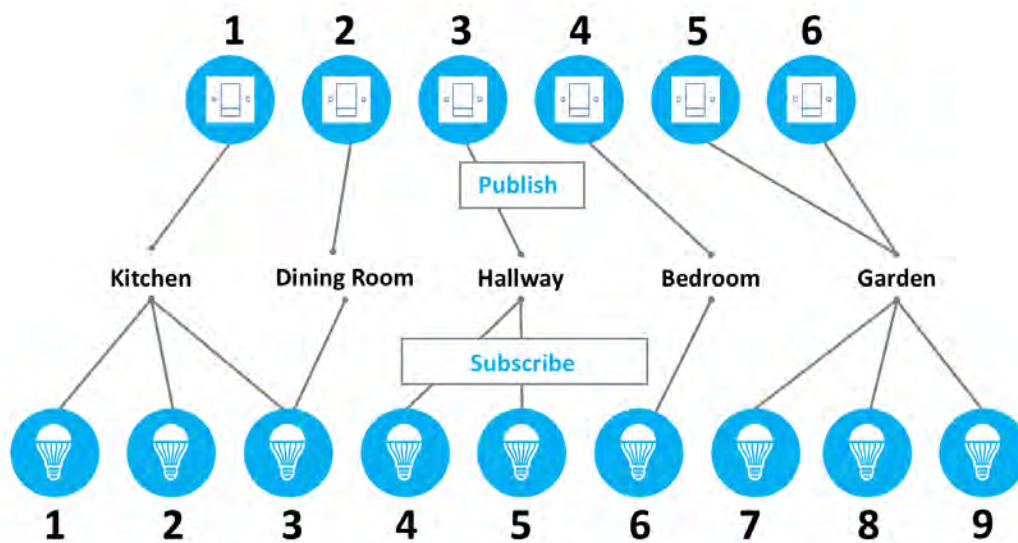 1 2 3 4 5 6
Publish
Kitchen Dining Room Hallway Bedroom Garden
Subscribe
1 2 3 4 5 6 7 8 9